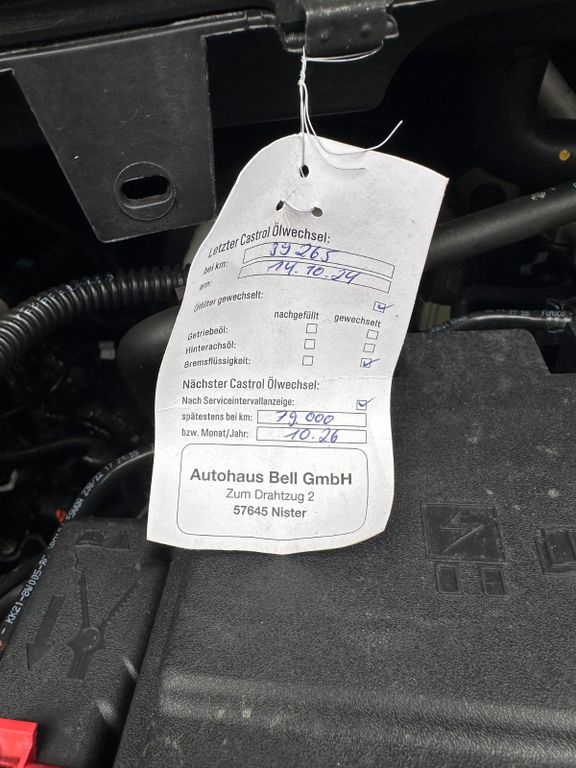 Letzter Castrol Ölwechsel:
bei km: 39 265
am: 14.10.24
Ölfilter gewechselt:
nachgefüllt gewechselt
Getriebeöl:
Hinterachsöl:
Bremsflüssigkeit:
Nächster Castrol Ölwechsel:
Nach Serviceintervallanzeige:
spätestens bei km: 79.000
bzw. Monat/Jahr: 10.26
Autohaus Bell GmbH
Zum Drahtzug 2
57645 Nister